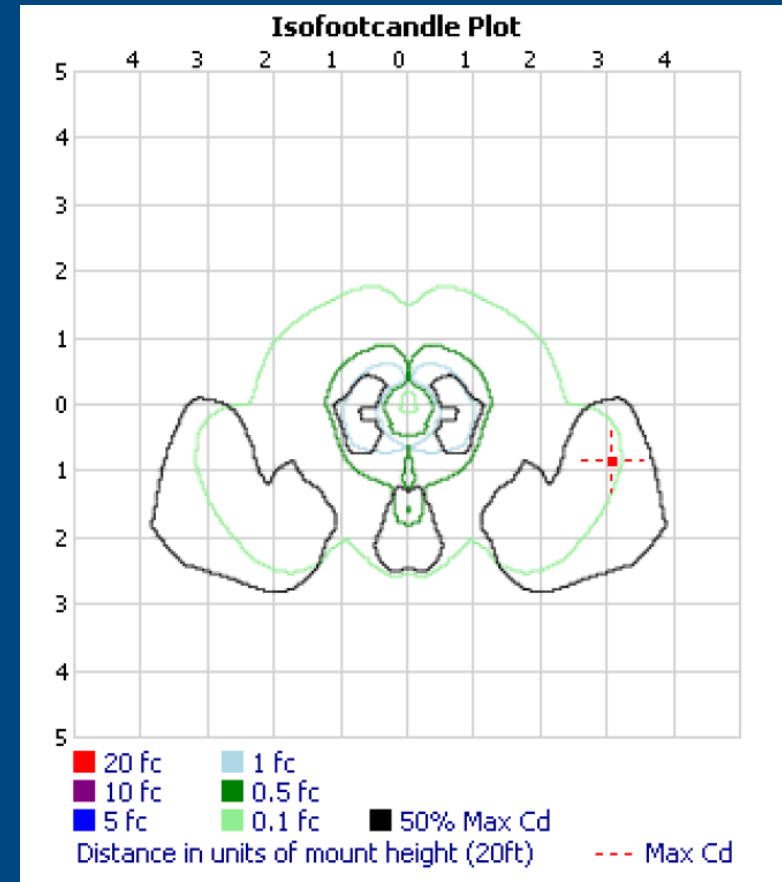 Isofootcandle Plot
4 3 2 1 0 1 2 3 4
5
4
3
2
1
0
1
2
3
4
5
20 fc 1 fc
10 fc 0.5 fc
5 fc 0.1 fc 50% Max Cd
Distance in units of mount height (20ft) --- Max Cd